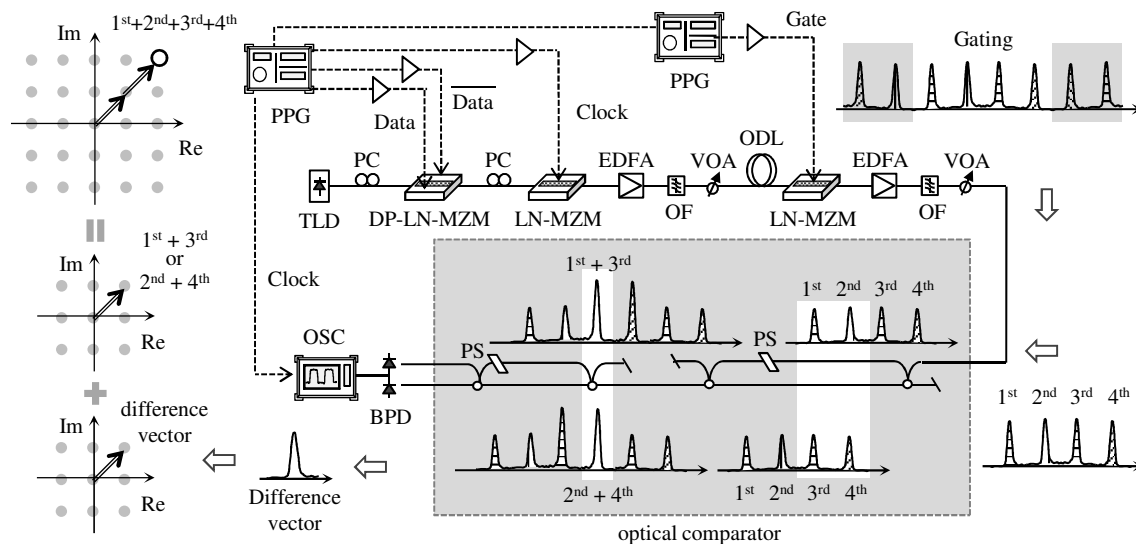 Im
1st+2nd+3rd+4th
Re
PPG
Data
Data
Clock
PPG
Gate
Gating
TLD
PC
DP-LN-MZM
PC
LN-MZM
EDFA
OF
VOA
ODL
LN-MZM
EDFA
OF
VOA
Im
1st + 3rd
or
2nd + 4th
Re
Clock
OSC
BPD
PS
1st + 3rd
PS
1st 2nd 3rd 4th
2nd + 4th
1st 2nd 3rd 4th
optical comparator
1st 2nd 3rd 4th
Im
difference
vector
Re
Difference
vector